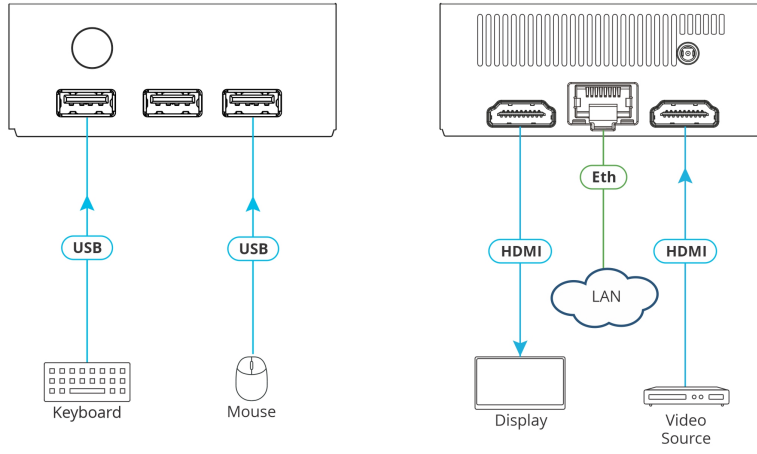 Eth
USB
USB
HDMI
HDMI
LAN
Keyboard
Mouse
Display
Video
Source